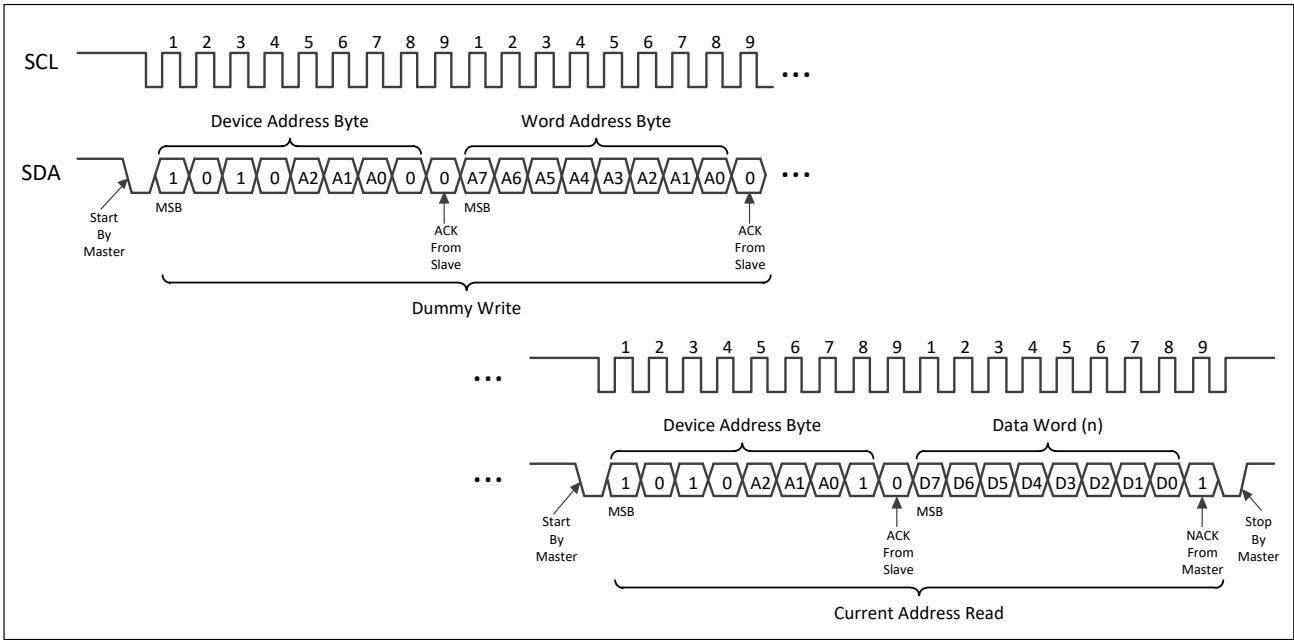 1 2 3 4 5 6 7 8 9 1 2 3 4 5 6 7 8 9
SCL
...
Device Address Byte Word Address Byte
SDA
1 0 1 0 A2 A1 A0 0 0 A7 A6 A5 A4 A3 A2 A1 A0 0
...
MSB MSB
Start
By
Master
ACK
From
Slave
ACK
From
Slave
Dummy Write
1 2 3 4 5 6 7 8 9 1 2 3 4 5 6 7 8 9
...
Device Address Byte Data Word (n)
...
1 0 1 0 A2 A1 A0 1 0 D7 D6 D5 D4 D3 D2 D1 D0 1
MSB MSB
Start
By
Master
ACK
From
Slave
NACK
From
Master
Stop
By
Master
Current Address Read